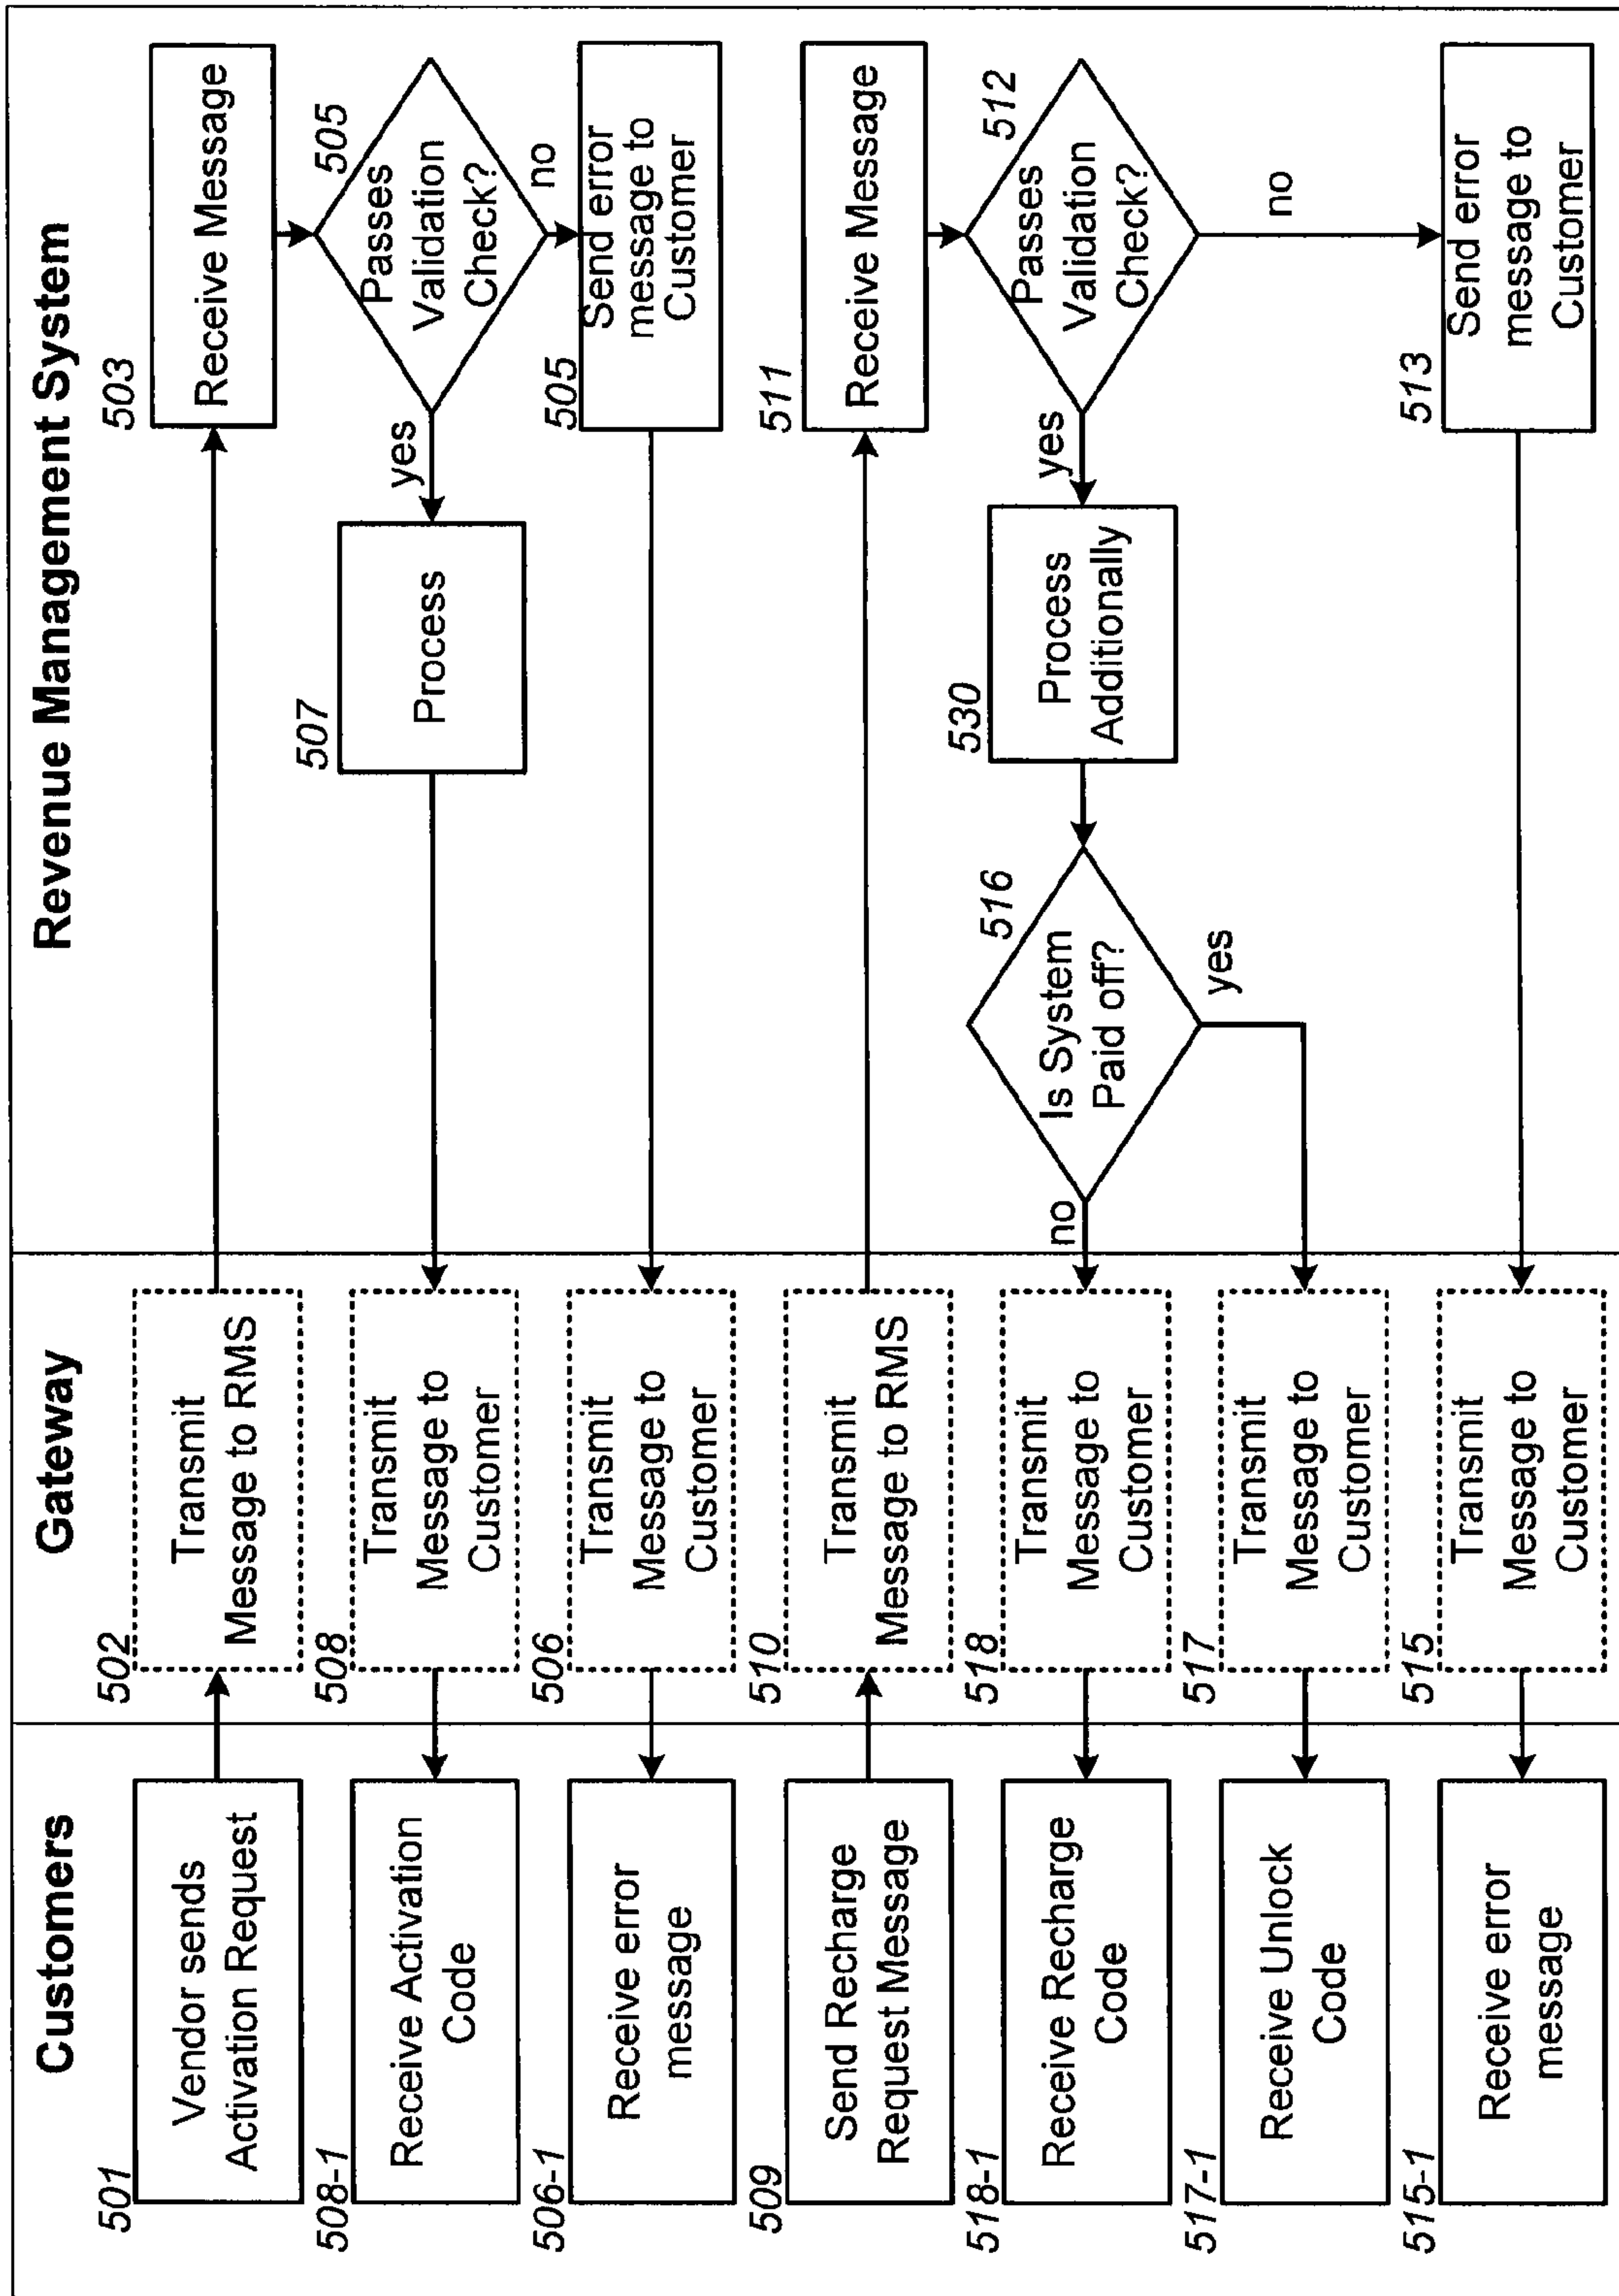 Customers
Gateway
Revenue Management System
501
Vendor sends
Activation Request
502
Transmit
Message to RMS
503
Receive Message
505
Passes
Validation
Check?
yes
no
507
Process
508
Transmit
Message to
Customer
508-1
Receive Activation
Code
505
Send error
message to
Customer
506
Transmit
Message to
Customer
506-1
Receive error
message
509
Send Recharge
Request Message
510
Transmit
Message to RMS
511
Receive Message
512
Passes
Validation
Check?
yes
no
530
Process
Additionally
516
Is System
Paid off?
no
yes
518
Transmit
Message to
Customer
518-1
Receive Recharge
Code
517
Transmit
Message to
Customer
517-1
Receive Unlock
Code
513
Send error
message to
Customer
515
Transmit
Message to
Customer
515-1
Receive error
message